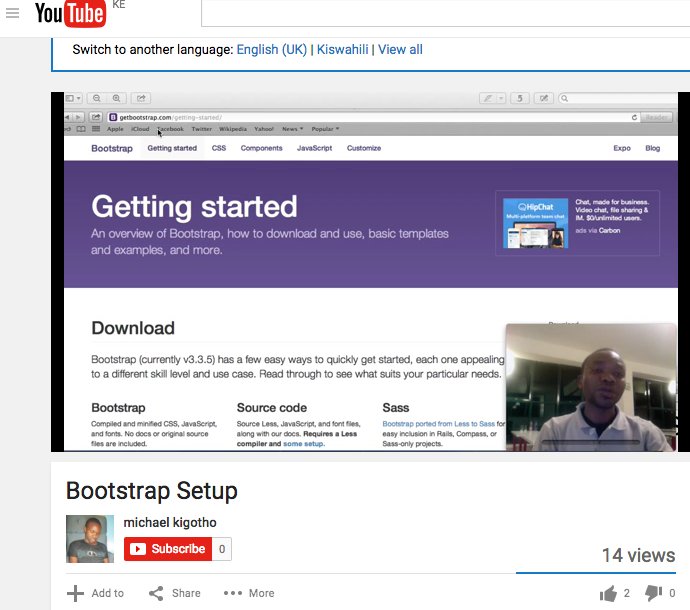 YouTube KE
Switch to another language: English (UK) | Kiswahili | View all
5
getbootstrap.com/getting-started/
Reader
Apple iCloud Facebook Twitter Wikipedia Yahoo! News Popular
Bootstrap Getting started CSS Components JavaScript Customize Expo Blog
Getting started
An overview of Bootstrap, how to download and use, basic templates
and examples, and more.
HipChat
Multi-platform team chat
Chat, made for business.
Video chat, file sharing &
IM. $0/unlimited users.
ads via Carbon
Download
Bootstrap (currently v3.3.5) has a few easy ways to quickly get started, each one appealing
to a different skill level and use case. Read through to see what suits your particular needs.
Bootstrap
Compiled and minified CSS, JavaScript,
and fonts. No docs or original source
files are included.
Source code
Source Less, JavaScript, and font files,
along with our docs. Requires a Less
compiler and some setup.
Sass
Bootstrap ported from Less to Sass for
easy inclusion in Rails, Compass, or
Sass-only projects.
Bootstrap Setup
michael kigotho
Subscribe 0
14 views
Add to Share More 2 0